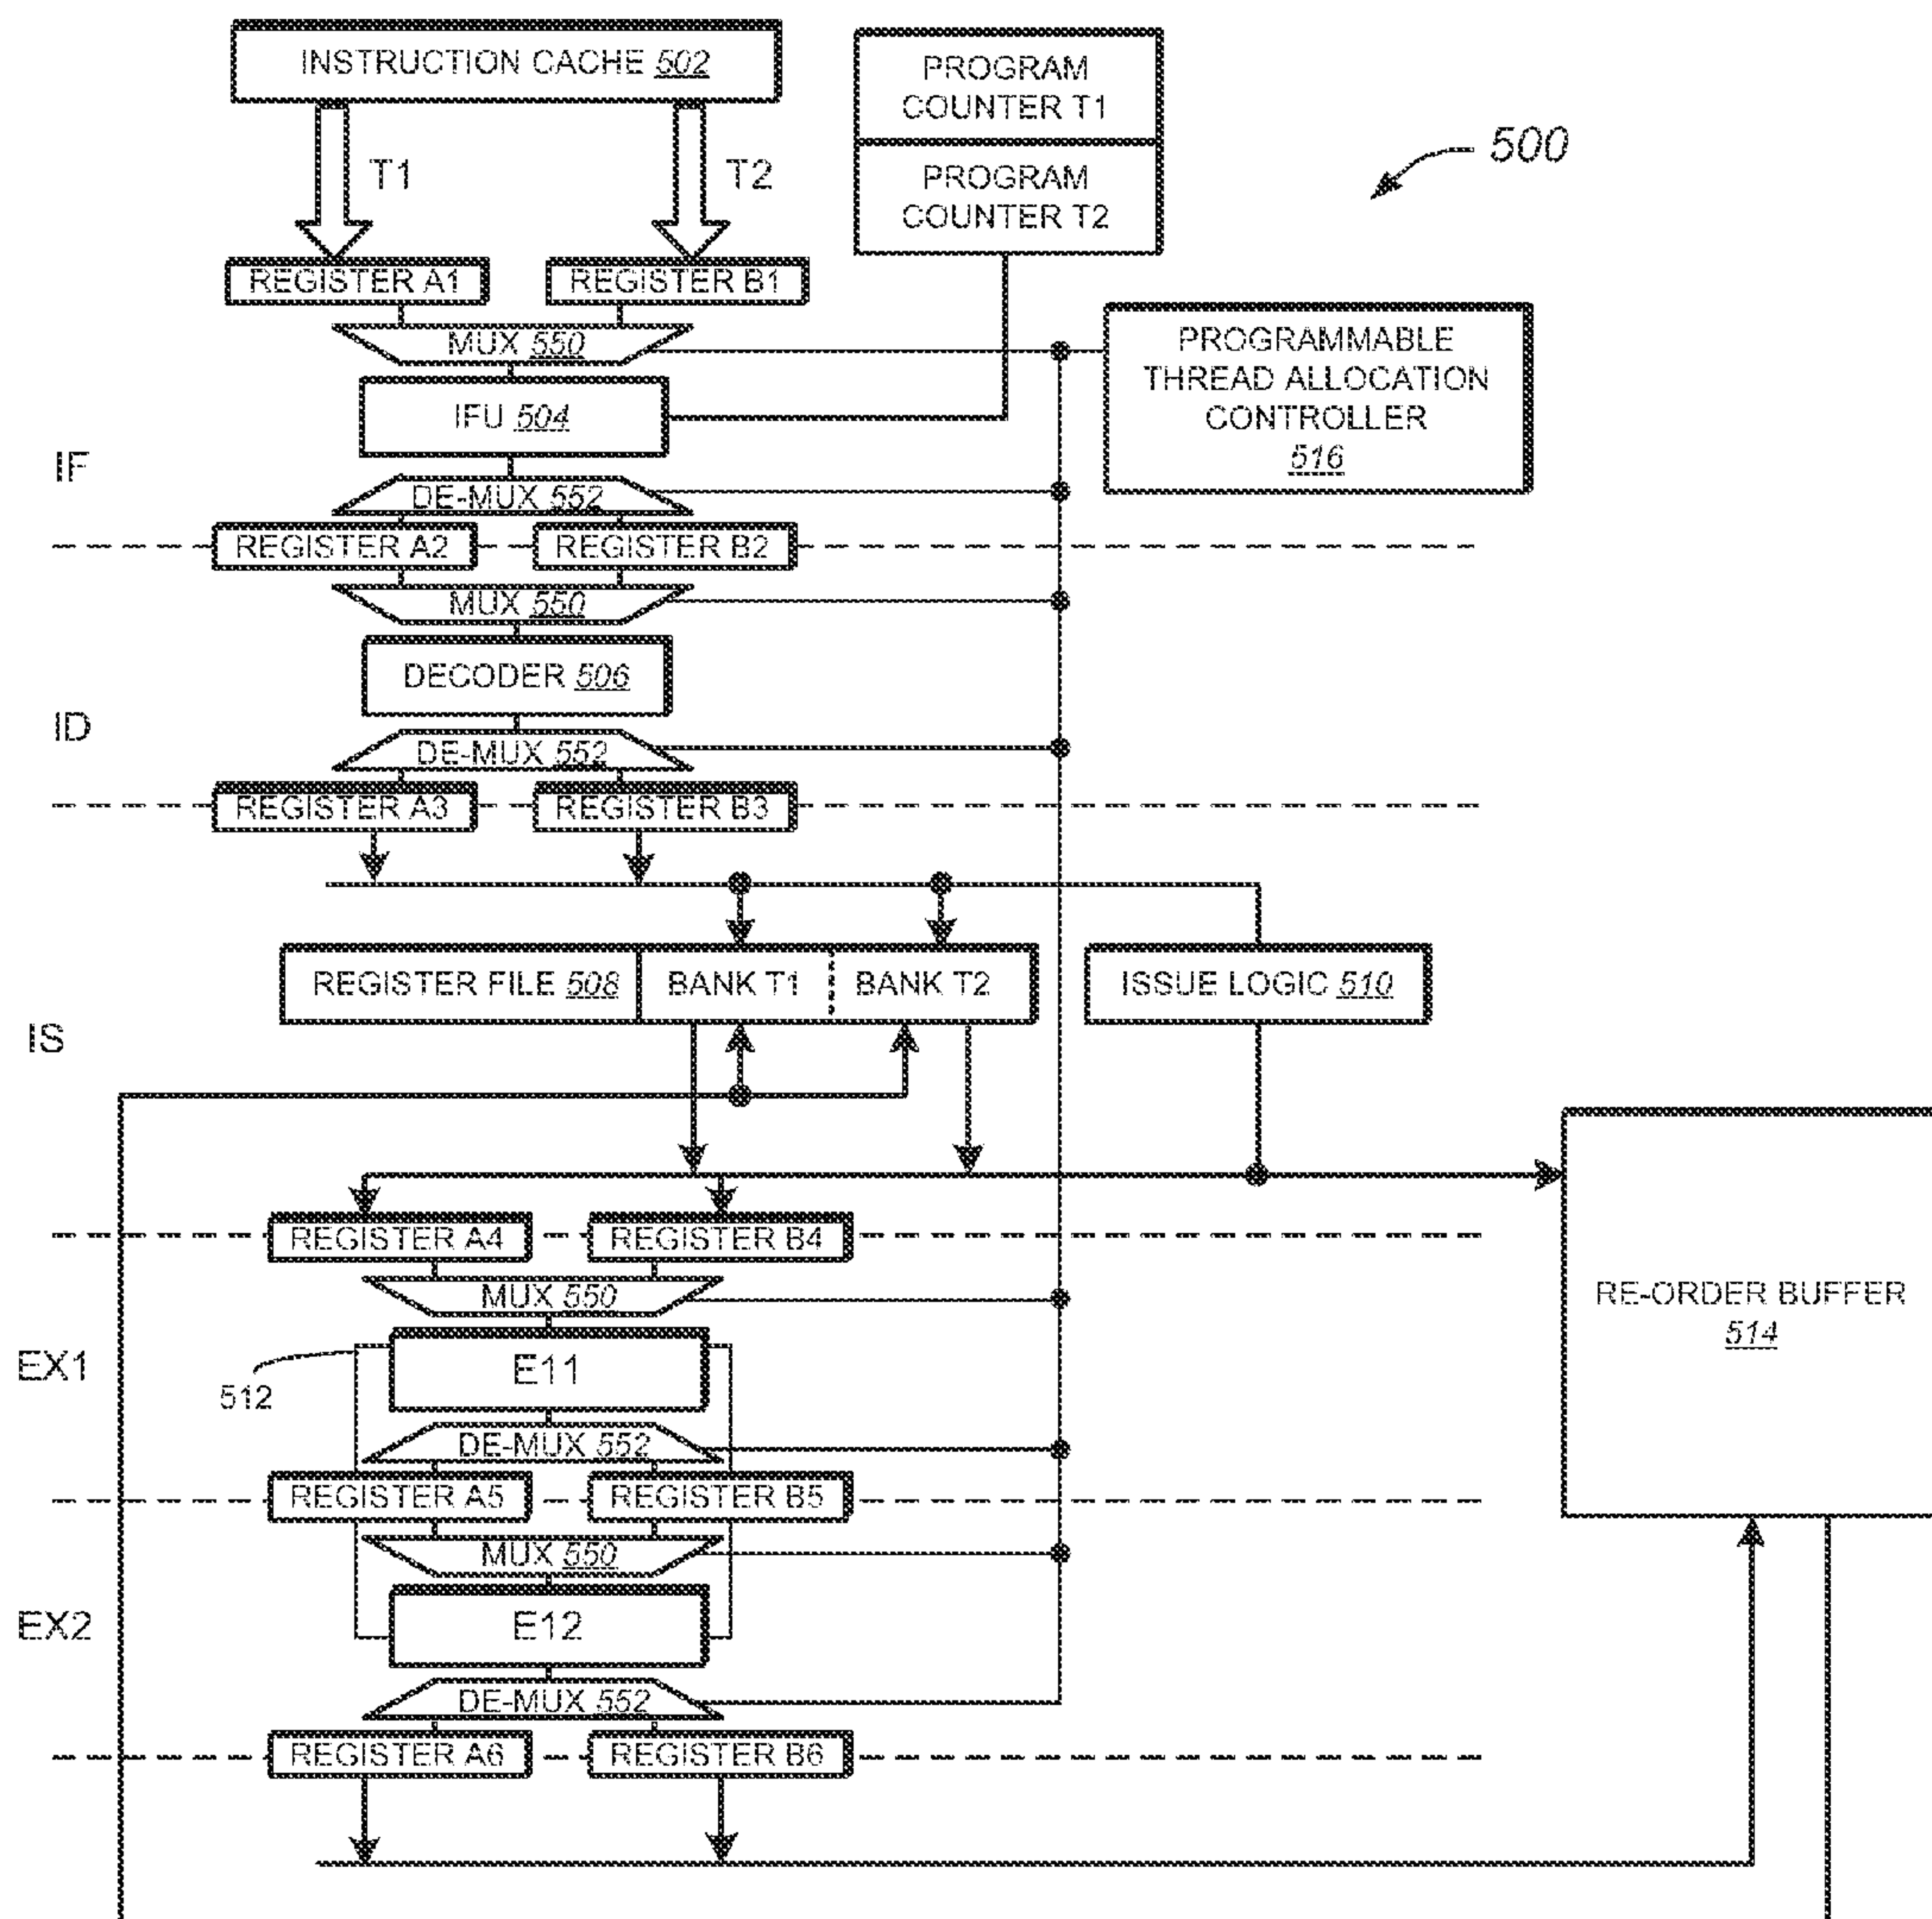 INSTRUCTION CACHE 502
PROGRAM
COUNTER T1
PROGRAM
COUNTER T2
500
T1
T2
REGISTER A1
REGISTER B1
MUX 550
PROGRAMMABLE
THREAD ALLOCATION
CONTROLLER
516
IFU 504
IF
DE-MUX 552
REGISTER A2
REGISTER B2
MUX 550
DECODER 506
ID
DE-MUX 552
REGISTER A3
REGISTER B3
REGISTER FILE 508
BANK T1
BANK T2
ISSUE LOGIC 510
IS
REGISTER A4
REGISTER B4
MUX 550
RE-ORDER BUFFER
514
EX1
E11
512
DE-MUX 552
REGISTER A5
REGISTER B5
MUX 550
EX2
E12
DE-MUX 552
REGISTER A6
REGISTER B6